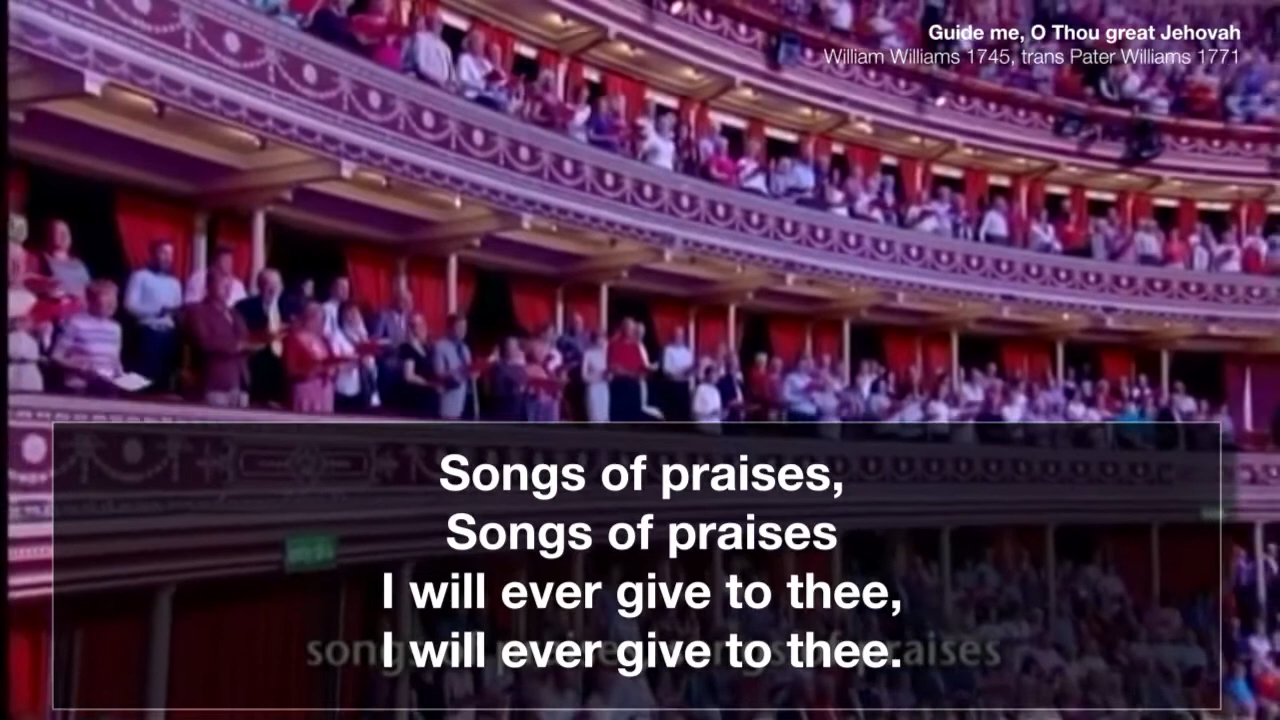 Guide me, O Thou great Jehovah
William Williams 1745, trans Pater Williams 1771
Songs of praises,
Songs of praises
I will ever give to thee,
I will ever give to thee.